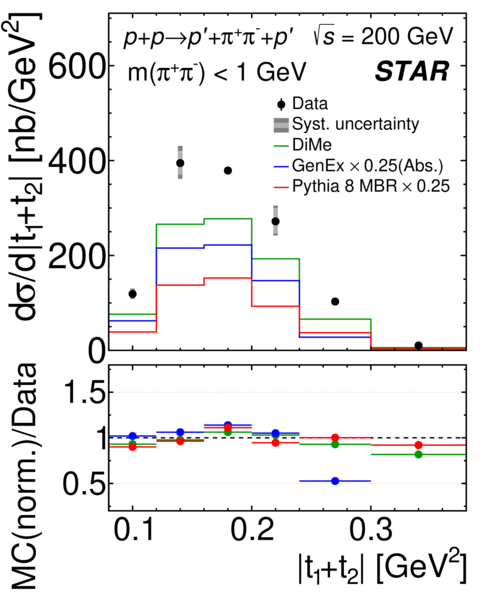 p+p→p′+π⁺π⁻+p′ √s = 200 GeV
m(π⁺π⁻) < 1 GeV STAR
Data
Syst. uncertainty
DiMe
GenEx × 0.25(Abs.)
Pythia 8 MBR × 0.25
dσ/d|t₁+t₂| [nb/GeV²]
600
400
200
0
MC(norm.)/Data
1.5
1
0.5
0.1 0.2 0.3
|t₁+t₂| [GeV²]